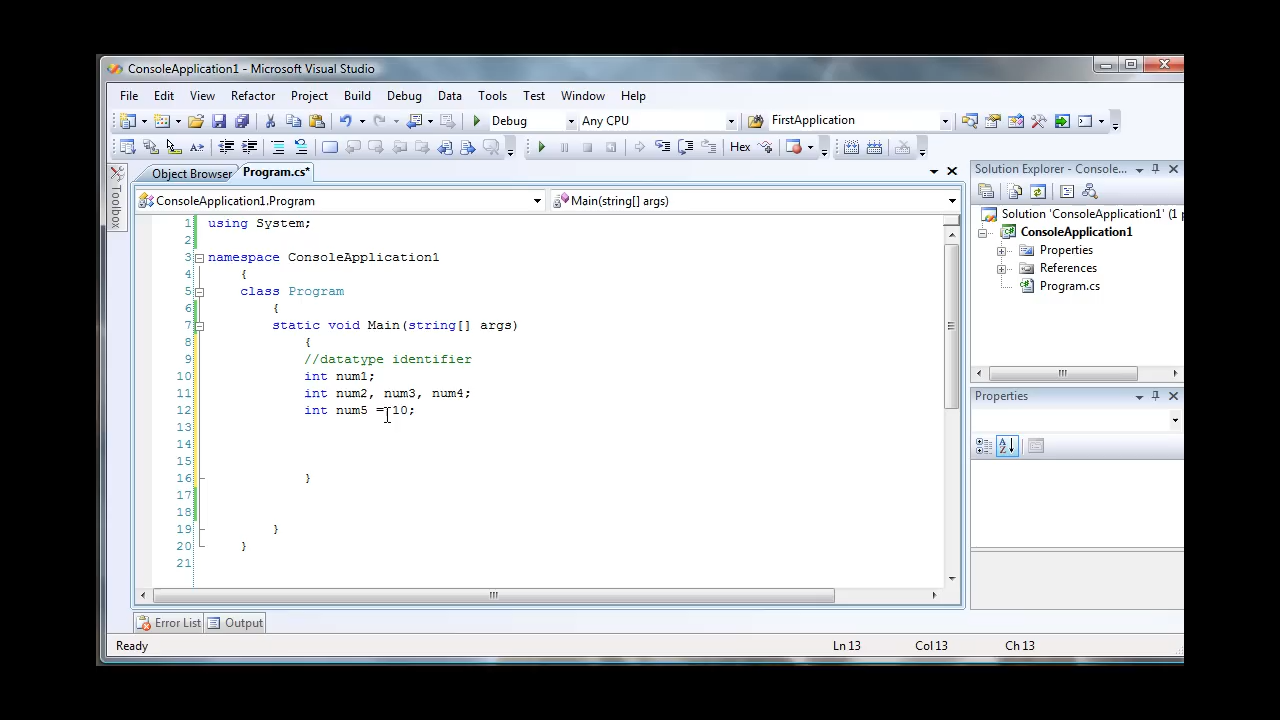 ConsoleApplication1 - Microsoft Visual Studio
File Edit View Refactor Project Build Debug Data Tools Test Window Help
Debug Any CPU FirstApplication
Hex
Toolbox
Object Browser Program.cs*
ConsoleApplication1.Program Main(string[] args)
1 using System;
2
3 namespace ConsoleApplication1
4 {
5 class Program
6 {
7 static void Main(string[] args)
8 {
9 //datatype identifier
10 int num1;
11 int num2, num3, num4;
12 int num5 = 10;
13
14
15
16 }
17
18
19 }
20 }
21
Solution Explorer - Console...
Solution 'ConsoleApplication1' (1 p
ConsoleApplication1
Properties
References
Program.cs
Properties
Error List Output
Ready Ln 13 Col 13 Ch 13